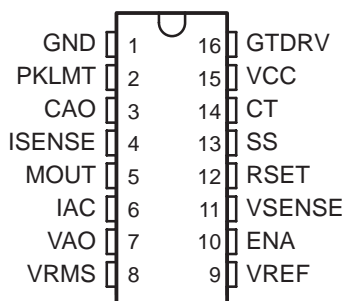 GND 1 16 GTDRV
PKLMT 2 15 VCC
CAO 3 14 CT
ISENSE 4 13 SS
MOUT 5 12 RSET
IAC 6 11 VSENSE
VAO 7 10 ENA
VRMS 8 9 VREF